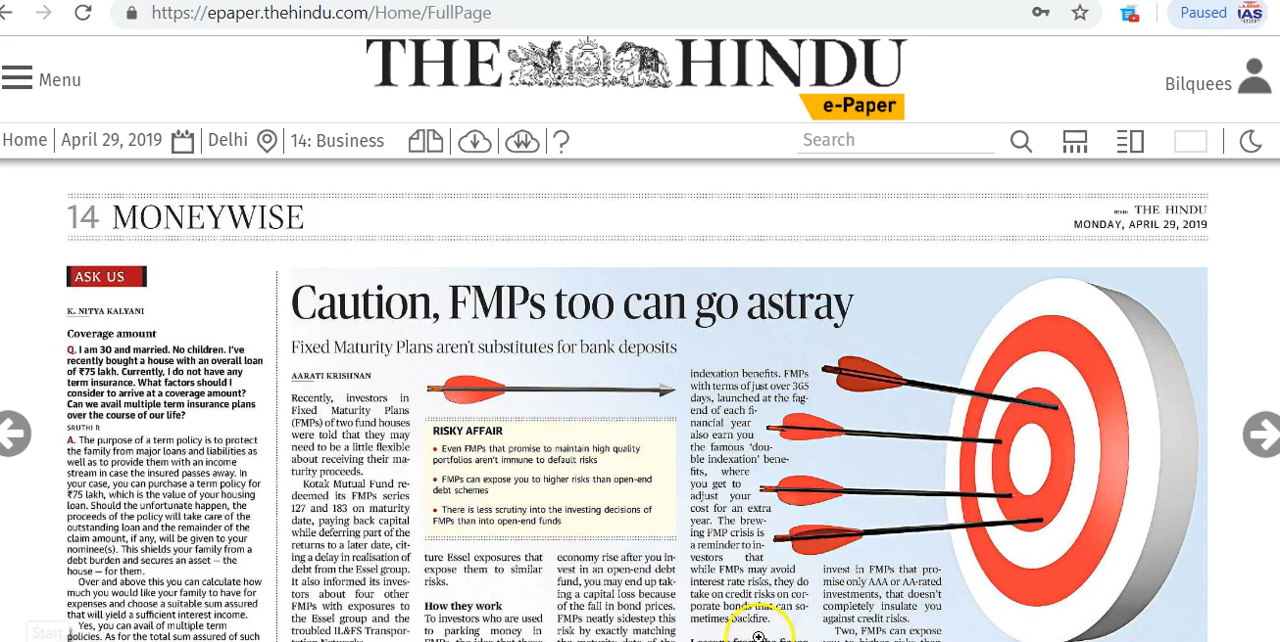 https://epaper.thehindu.com/Home/FullPage
Paused
IAS
Menu
THE HINDU
e-Paper
Bilquees
Home
April 29, 2019
Delhi
14: Business
?
Search
14 MONEYWISE
THE HINDU
MONDAY, APRIL 29, 2019
ASK US
K. NITYA KALYANI
Coverage amount
Q. I am 30 and married. No children. I've
recently bought a house with an overall loan
of ₹75 lakh. Currently, I do not have any
term insurance. What factors should I
consider to arrive at a coverage amount?
Can we avail multiple term insurance plans
over the course of our life?
SRUTHI R
A. The purpose of a term policy is to protect
the family from major loans and liabilities as
well as to provide them with an income
stream in case the insured passes away. In
your case, you can purchase a term policy for
₹75 lakh, which is the value of your housing
loan. Should the unfortunate happen, the
proceeds of the policy will take care of the
outstanding loan and the remainder of the
claim amount, if any, will be given to your
nominee(s). This shields your family from a
debt burden and secures an asset — the
house — for them.
Over and above this you can calculate how
much you would like your family to have for
expenses and choose a suitable sum assured
that will yield a sufficient interest income.
Yes, you can avail of multiple term
policies. As for the total sum assured of such
Start
Caution, FMPs too can go astray
Fixed Maturity Plans aren't substitutes for bank deposits
AARATI KRISHNAN
Recently, investors in
Fixed Maturity Plans
(FMPs) of two fund houses
were told that they may
need to be a little flexible
about receiving their ma-
turity proceeds.
Kotak Mutual Fund re-
deemed its FMPs series
127 and 183 on maturity
date, paying back capital
while deferring part of the
returns to a later date, cit-
ing a delay in realisation of
debt from the Essel group.
It also informed its inves-
tors about four other
FMPs with exposures to
the Essel group and the
troubled IL&FS Transpor-
RISKY AFFAIR
• Even FMPs that promise to maintain high quality
portfolios aren't immune to default risks
• FMPs can expose you to higher risks than open-end
debt schemes
• There is less scrutiny into the investing decisions of
FMPs than into open-end funds
ture Essel exposures that
expose them to similar
risks.
How they work
To investors who are used
to parking money in
economy rise after you in-
vest in an open-end debt
fund, you may end up tak-
ing a capital loss because
of the fall in bond prices.
FMPs neatly sidestep this
risk by exactly matching
indexation benefits. FMPs
with terms of just over 365
days, launched at the fag-
end of each fi-
nancial year
also earn you
the famous 'dou-
ble indexation' bene-
fits, where
you get to
adjust your
cost for an extra
year. The brew-
ing FMP crisis is
a reminder to in-
vestors that
while FMPs may avoid
interest rate risks, they do
take on credit risks on cor-
porate bonds that can so-
metimes backfire.
invest in FMPs that pro-
mise only AAA or AA-rated
investments, that doesn't
completely insulate you
against credit risks.
Two, FMPs can expose